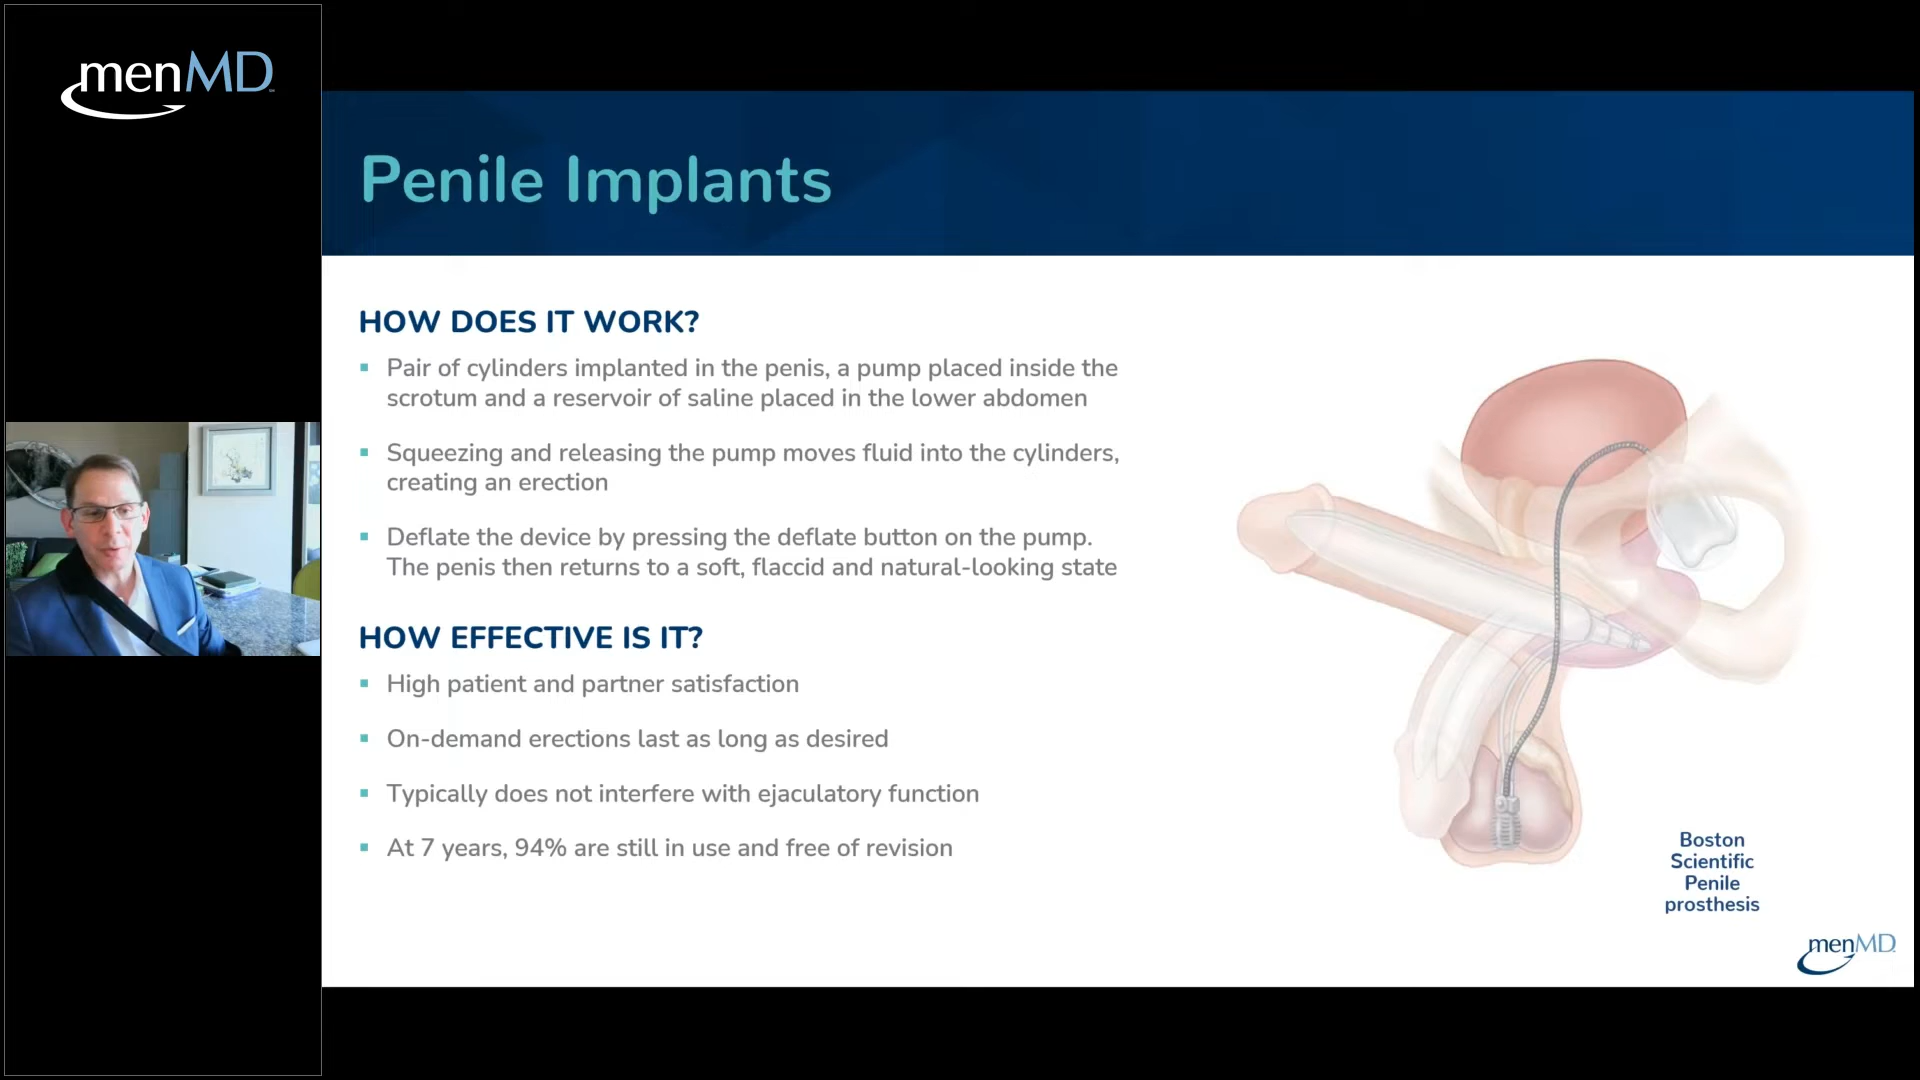 menMD
Penile Implants
HOW DOES IT WORK?
▪ Pair of cylinders implanted in the penis, a pump placed inside the
scrotum and a reservoir of saline placed in the lower abdomen
▪ Squeezing and releasing the pump moves fluid into the cylinders,
creating an erection
▪ Deflate the device by pressing the deflate button on the pump.
The penis then returns to a soft, flaccid and natural-looking state
HOW EFFECTIVE IS IT?
▪ High patient and partner satisfaction
▪ On-demand erections last as long as desired
▪ Typically does not interfere with ejaculatory function
▪ At 7 years, 94% are still in use and free of revision
Boston
Scientific
Penile
prosthesis
menMD